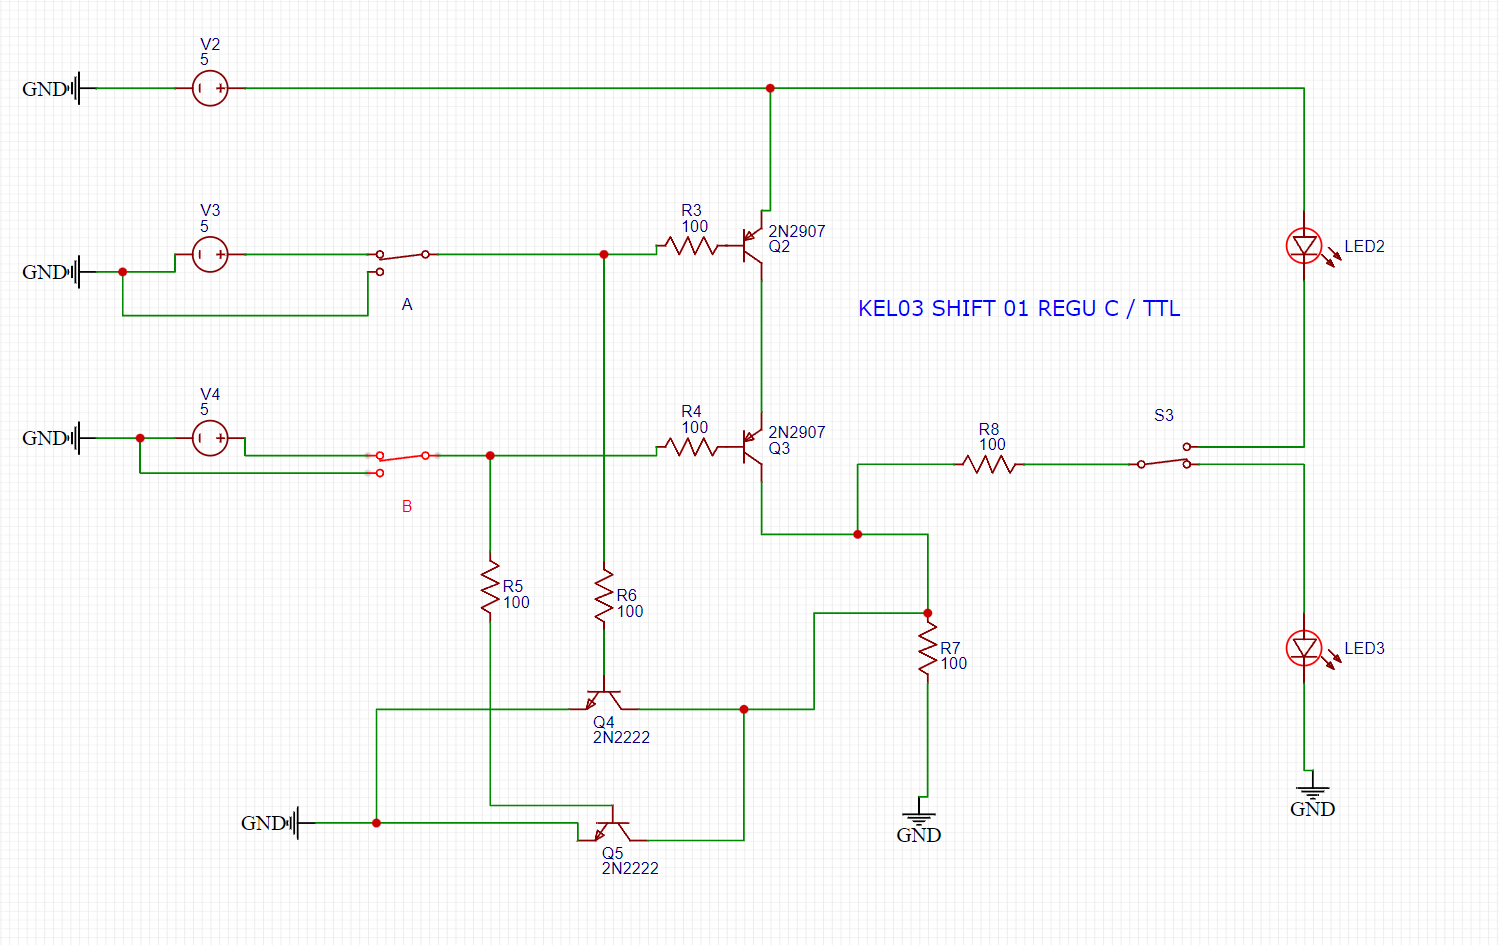 V2
5
GND
V3
5
GND
A
R3
100
2N2907
Q2
LED2
KEL03 SHIFT 01 REGU C / TTL
V4
5
GND
B
R4
100
2N2907
Q3
R8
100
S3
R5
100
R6
100
R7
100
LED3
Q4
2N2222
GND
Q5
2N2222
GND
GND